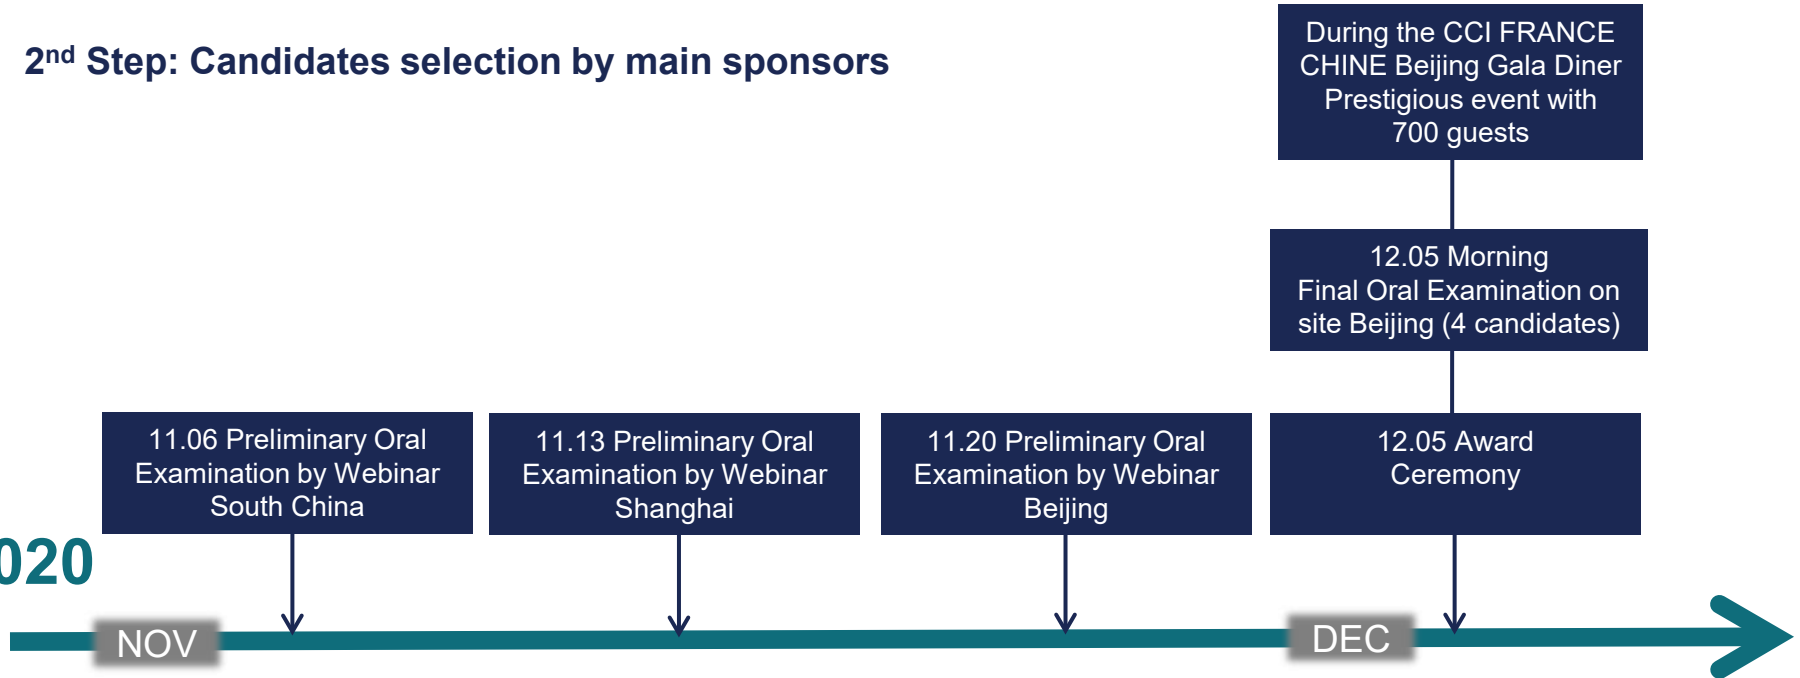 2nd Step: Candidates selection by main sponsors
During the CCI FRANCE
CHINE Beijing Gala Diner
Prestigious event with
700 guests
12.05 Morning
Final Oral Examination on
site Beijing (4 candidates)
11.06 Preliminary Oral
Examination by Webinar
South China
11.13 Preliminary Oral
Examination by Webinar
Shanghai
11.20 Preliminary Oral
Examination by Webinar
Beijing
12.05 Award
Ceremony
020
NOV
DEC